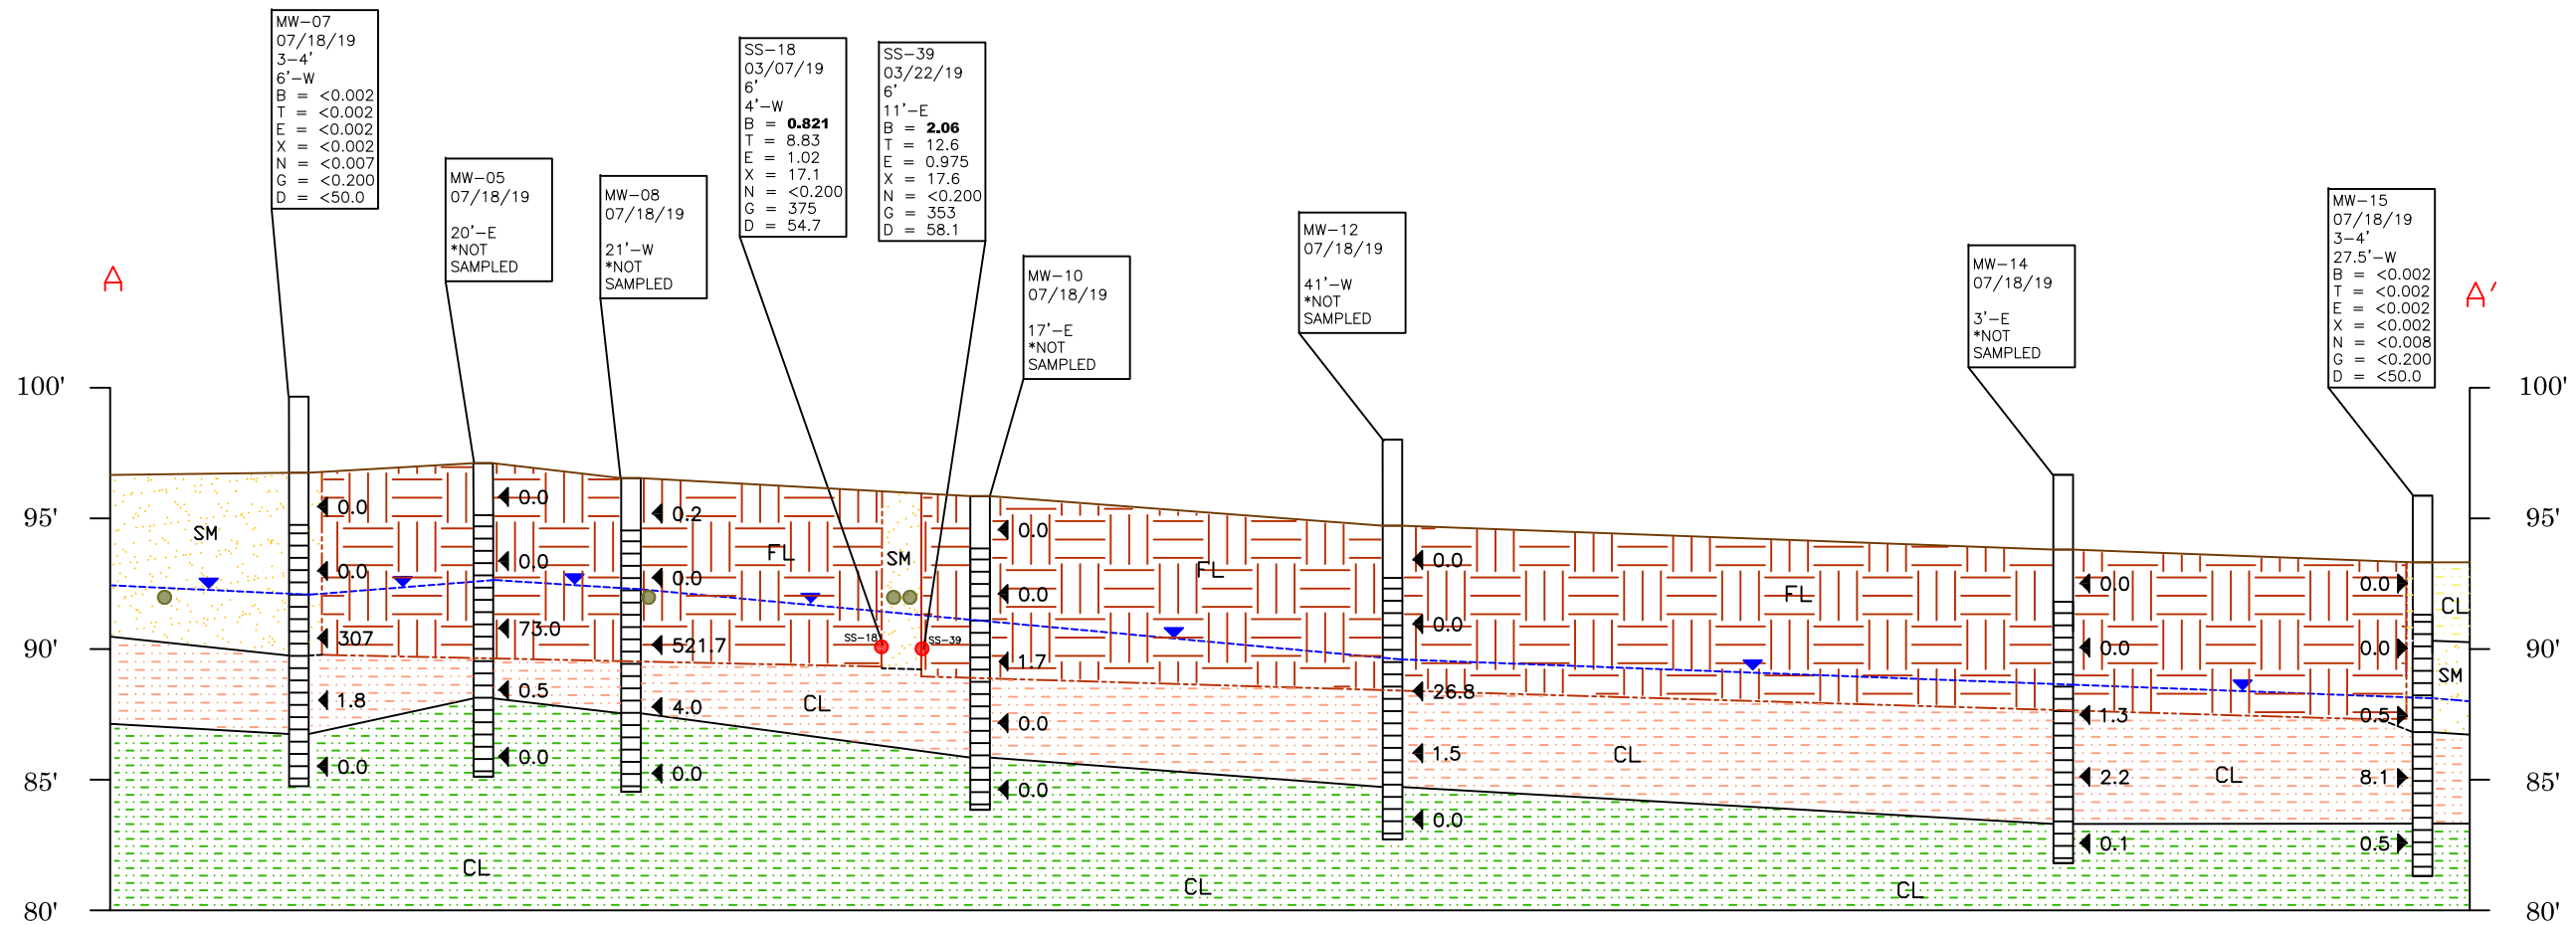 MW-07
07/18/19
3-4'
6'-W
B = <0.002
T = <0.002
E = <0.002
X = <0.002
N = <0.007
G = <0.200
D = <50.0
MW-05
07/18/19
20'-E
*NOT
SAMPLED
MW-08
07/18/19
21'-W
*NOT
SAMPLED
SS-18
03/07/19
6'
4'-W
B = 0.821
T = 8.83
E = 1.02
X = 17.1
N = <0.200
G = 375
D = 54.7
SS-39
03/22/19
6'
11'-E
B = 2.06
T = 12.6
E = 0.975
X = 17.6
N = <0.200
G = 353
D = 58.1
MW-10
07/18/19
17'-E
*NOT
SAMPLED
MW-12
07/18/19
41'-W
*NOT
SAMPLED
MW-14
07/18/19
3'-E
*NOT
SAMPLED
MW-15
07/18/19
3-4'
27.5'-W
B = <0.002
T = <0.002
E = <0.002
X = <0.002
N = <0.008
G = <0.200
D = <50.0
A
A'
100'
95'
90'
85'
80'
100'
95'
90'
85'
80'
SM
0.0
0.0
307
1.8
0.0
0.0
0.0
73.0
0.5
0.0
0.2
0.0
521.7
4.0
0.0
FL
SM
SS-18
SS-39
CL
0.0
0.0
1.7
0.0
0.0
FL
0.0
0.0
26.8
1.5
0.0
FL
CL
0.0
0.0
1.3
2.2
0.1
CL
0.0
0.0
0.5
8.1
0.5
CL
SM
CL
CL
CL